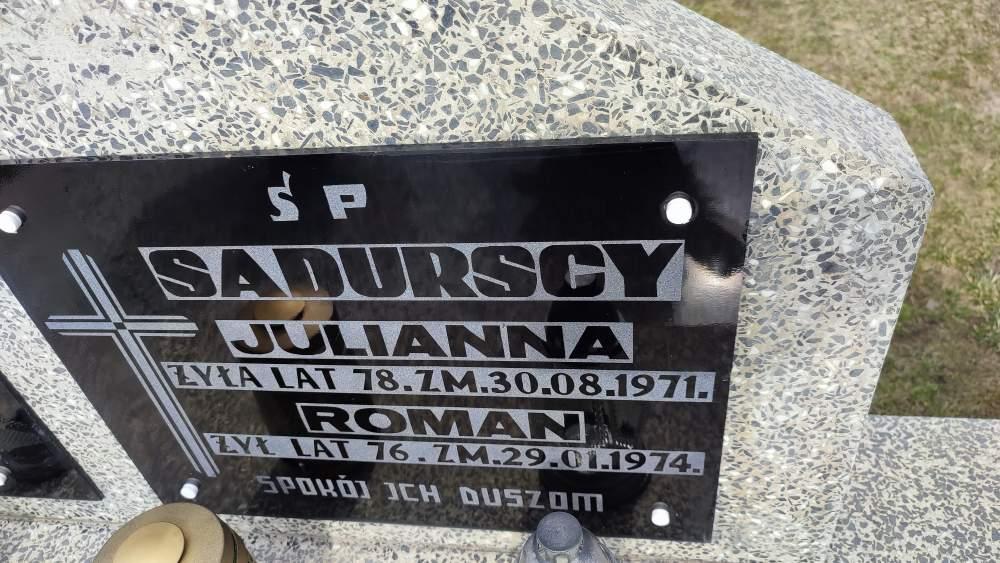 Ś P
SADURSCY
JULIANNA
ŻYŁA LAT 78. ZM. 30.08.1971.
ROMAN
ŻYŁ LAT 76. ZM. 29.01.1974.
SPOKÓJ ICH DUSZOM